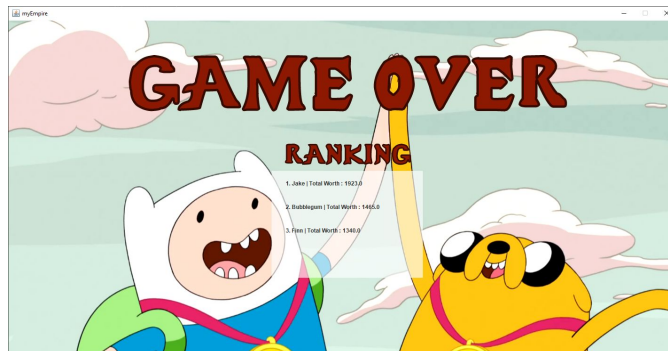 myEmpire
GAME OVER
RANKING
1. Jake | Total Worth : 1923.0
2. Bubblegum | Total Worth : 1465.0
3. Finn | Total Worth : 1340.0